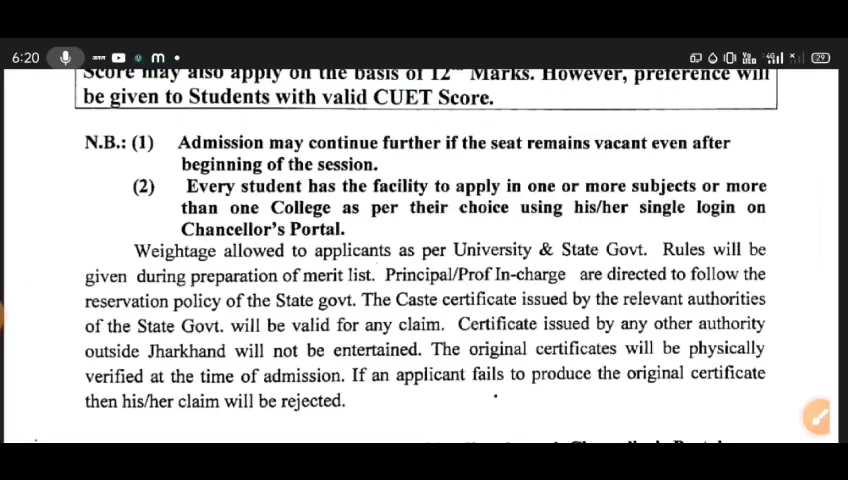 6:20
29
Score may also apply on the basis of 12th Marks. However, preference will
be given to Students with valid CUET Score.
N.B.: (1) Admission may continue further if the seat remains vacant even after
beginning of the session.
(2) Every student has the facility to apply in one or more subjects or more
than one College as per their choice using his/her single login on
Chancellor's Portal.
Weightage allowed to applicants as per University & State Govt. Rules will be
given during preparation of merit list. Principal/Prof In-charge are directed to follow the
reservation policy of the State govt. The Caste certificate issued by the relevant authorities
of the State Govt. will be valid for any claim. Certificate issued by any other authority
outside Jharkhand will not be entertained. The original certificates will be physically
verified at the time of admission. If an applicant fails to produce the original certificate
then his/her claim will be rejected.